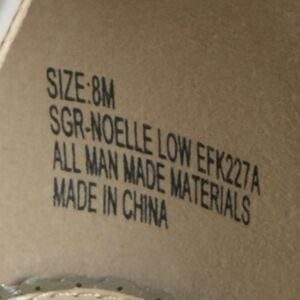 SIZE:8M
SGR-NOELLE LOW EFK227A
ALL MAN MADE MATERIALS
MADE IN CHINA